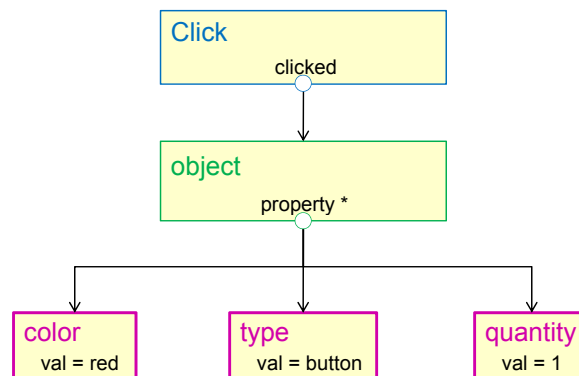 Click
clicked
object
property *
color
val = red
type
val = button
quantity
val = 1